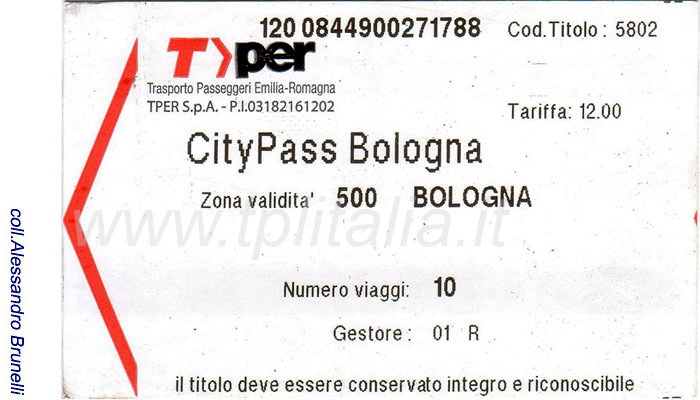 120 0844900271788 Cod.Titolo : 5802
T>per
Trasporto Passeggeri Emilia-Romagna
TPER S.p.A. - P.I.03182161202
Tariffa: 12.00
CityPass Bologna
Zona validita' 500 BOLOGNA
www.tplitalia.it
Numero viaggi: 10
Gestore : 01 R
il titolo deve essere conservato integro e riconoscibile
coll.Alessandro Brunelli